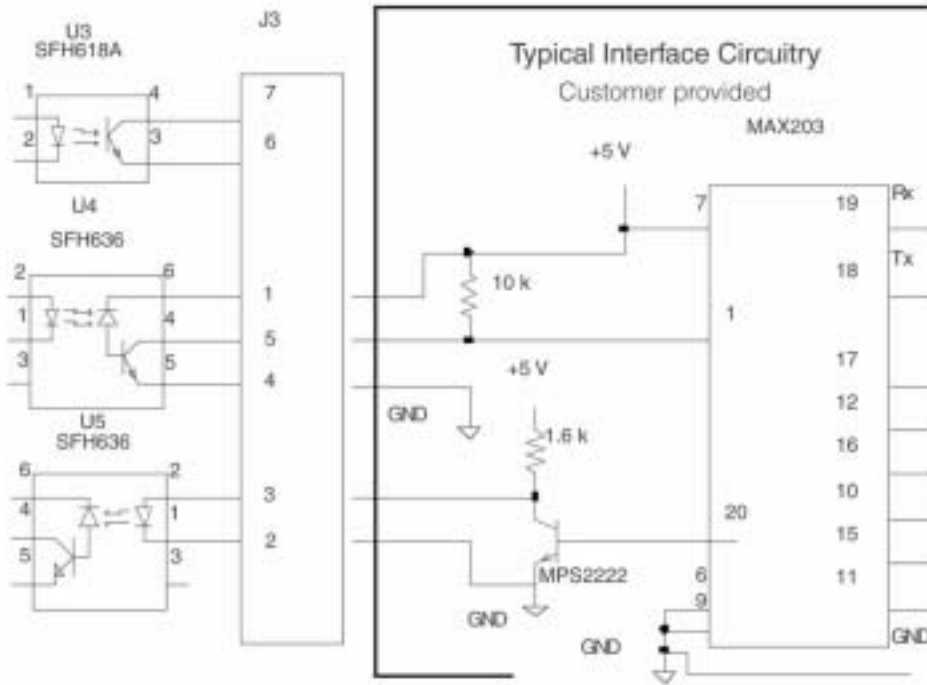 U3
SFH618A
1
4
2
3
U4
SFH636
2
6
1
4
3
5
U5
SFH636
6
2
4
1
5
3
J3
7
6
1
5
4
3
2
Typical Interface Circuitry
Customer provided
MAX203
+5 V
10 k
+5 V
GND
1.6 k
MPS2222
GND
GND
7
19
Rx
18
Tx
1
17
12
16
10
20
15
6
11
9
GND